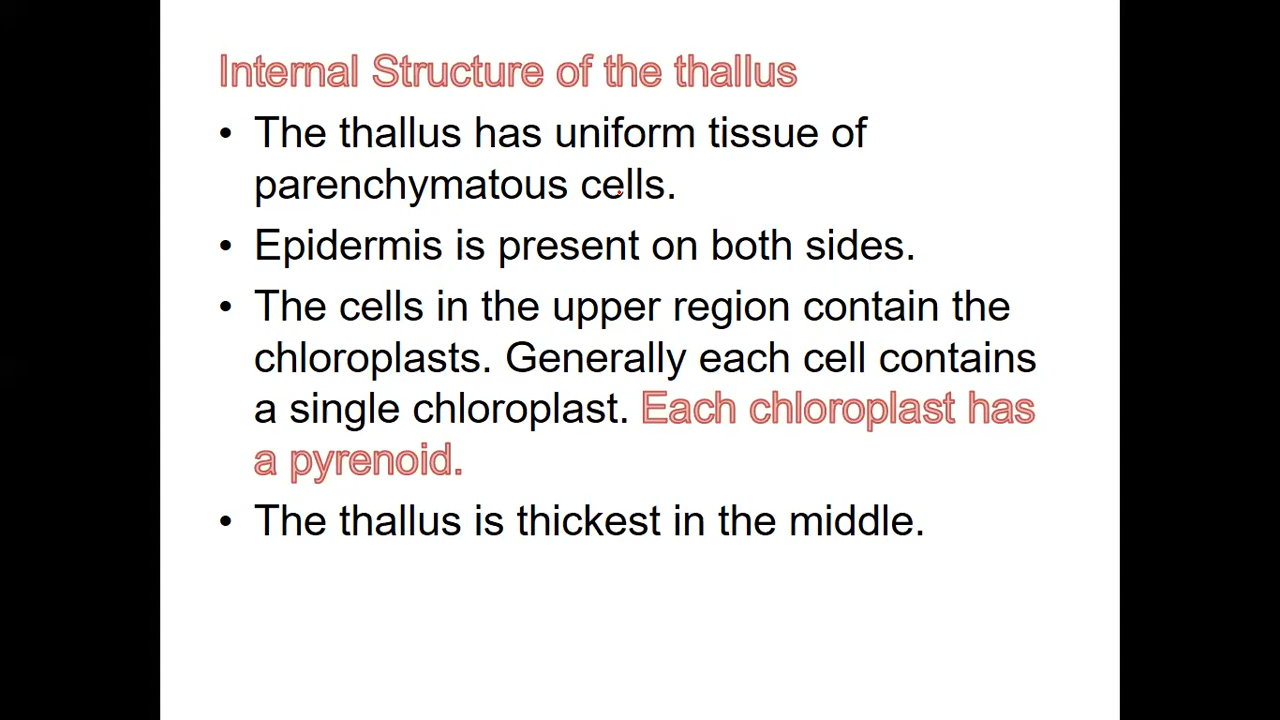 Internal Structure of the thallus
• The thallus has uniform tissue of
parenchymatous cells.
• Epidermis is present on both sides.
• The cells in the upper region contain the
chloroplasts. Generally each cell contains
a single chloroplast. Each chloroplast has
a pyrenoid.
• The thallus is thickest in the middle.